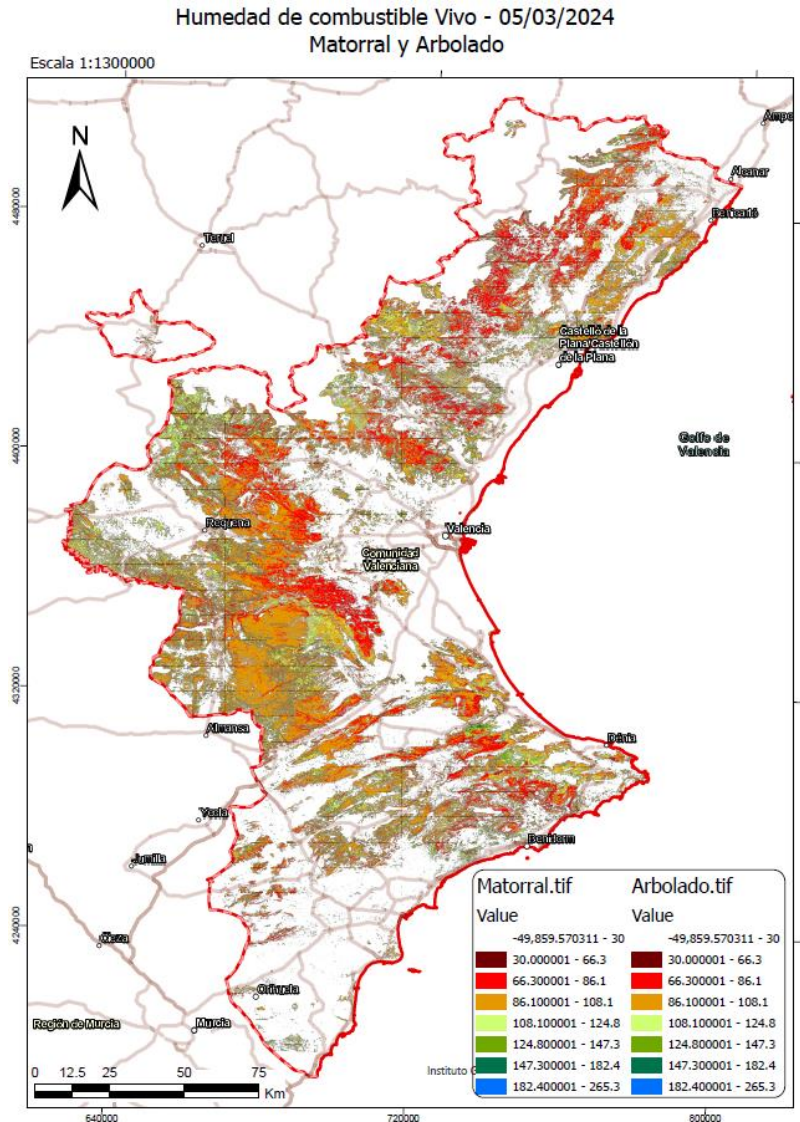 Humedad de combustible Vivo - 05/03/2024
Matorral y Arbolado
Escala 1:1300000
N
Alcanar
4480000
Benicarló
Teruel
Castelló de la
Plana/Castellón
de la Plana
4400000
Golfo de
Valencia
Requena
Valencia
Comunidad
Valenciana
4320000
Almansa
Dénia
Yecla
Benidorm
Jumilla
4240000
Cieza
Orihuela
Región de Murcia
Murcia
Instituto
Matorral.tif Arbolado.tif
Value Value
-49,859.570311 - 30 -49,859.570311 - 30
30.000001 - 66.3 30.000001 - 66.3
66.300001 - 86.1 66.300001 - 86.1
86.100001 - 108.1 86.100001 - 108.1
108.100001 - 124.8 108.100001 - 124.8
124.800001 - 147.3 124.800001 - 147.3
147.300001 - 182.4 147.300001 - 182.4
182.400001 - 265.3 182.400001 - 265.3
0 12.5 25 50 75
Km
640000 720000 800000